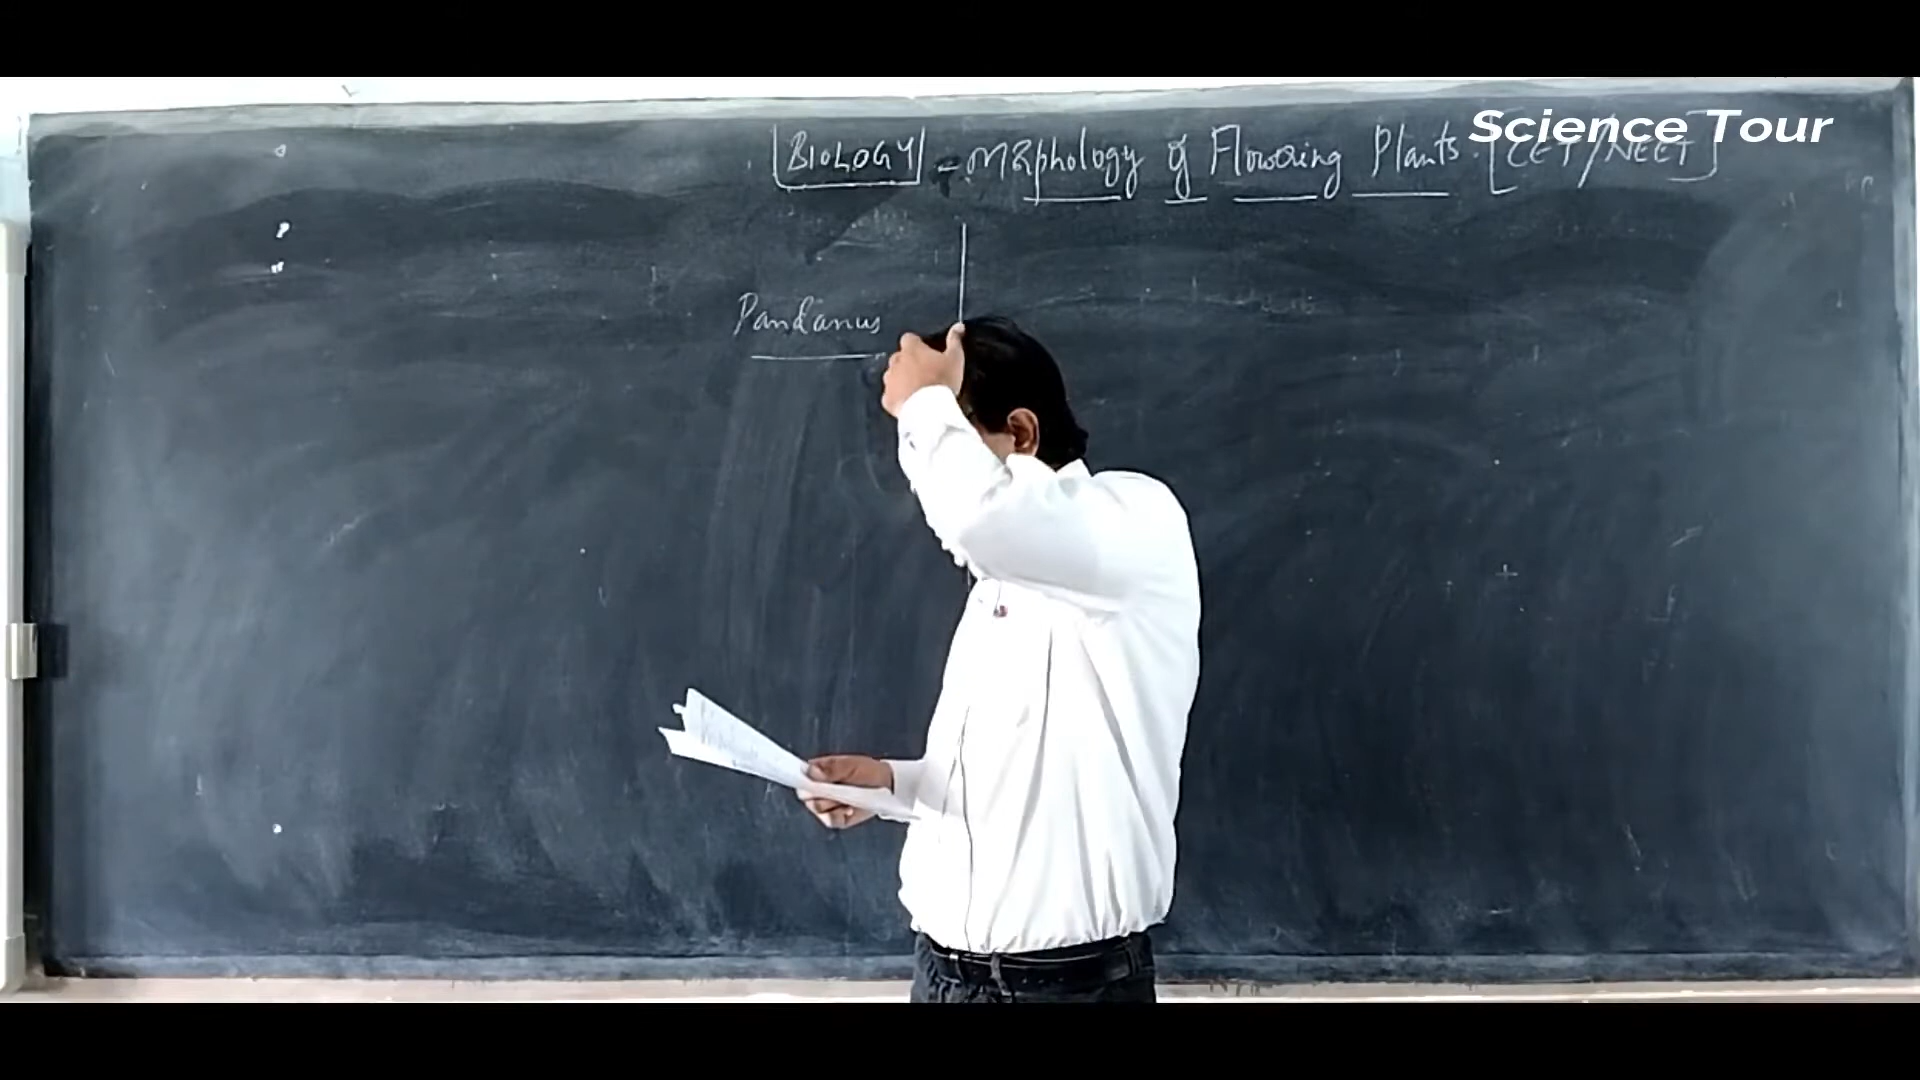 Science Tour
BIOLOGY - Morphology of Flowering Plants. [CET/NEET]
Pandanus